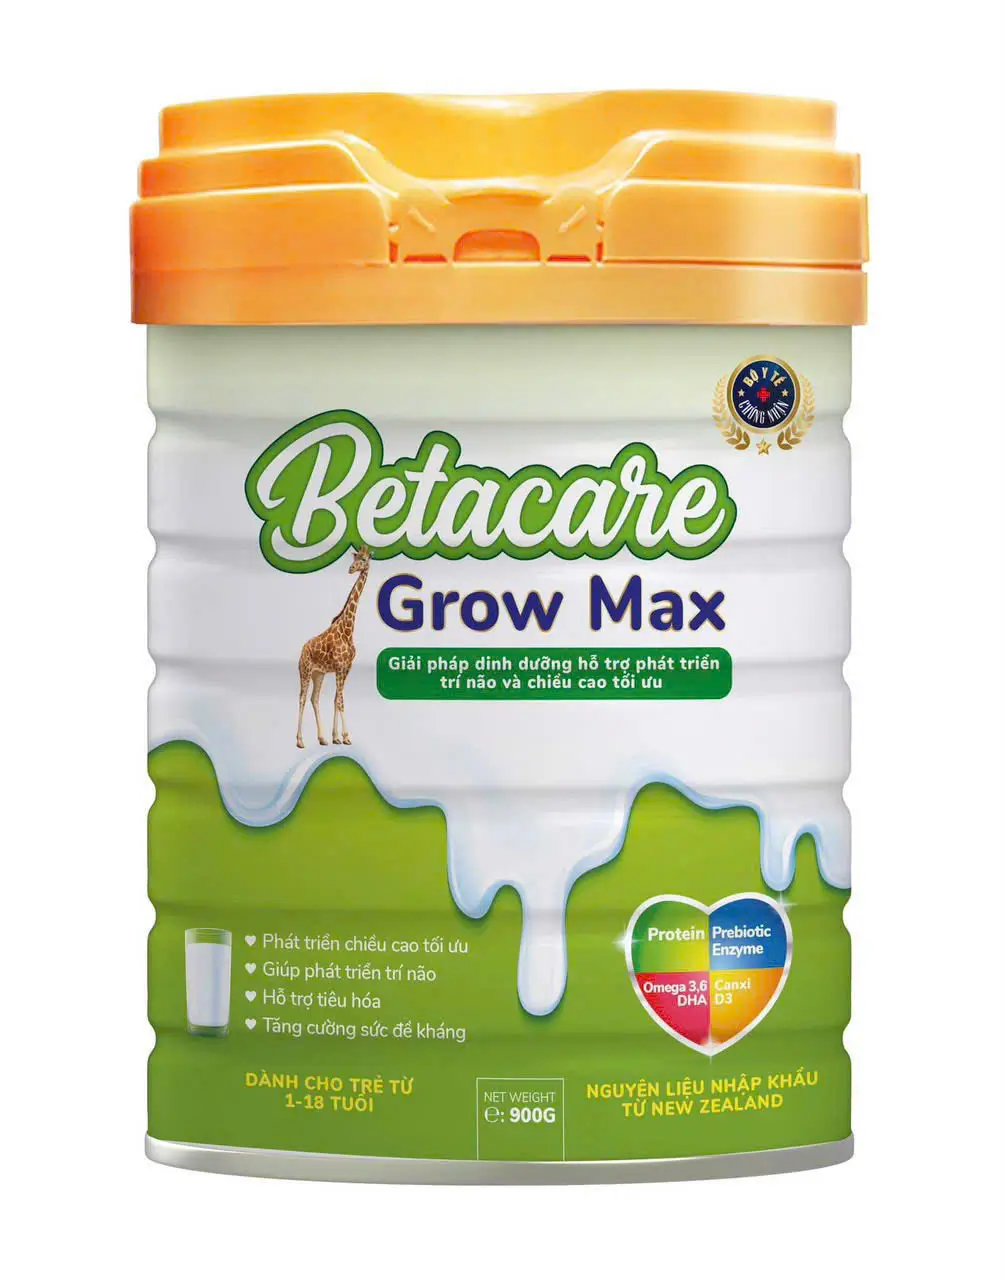 BỘ Y TẾ
CHỨNG NHẬN
Betacare
Grow Max
Giải pháp dinh dưỡng hỗ trợ phát triển
trí não và chiều cao tối ưu
Protein
Prebiotic
Enzyme
Omega 3,6
DHA
Canxi
D3
Phát triển chiều cao tối ưu
Giúp phát triển trí não
Hỗ trợ tiêu hóa
Tăng cường sức đề kháng
DÀNH CHO TRẺ TỪ
1-18 TUỔI
NET WEIGHT
℮: 900G
NGUYÊN LIỆU NHẬP KHẨU
TỪ NEW ZEALAND